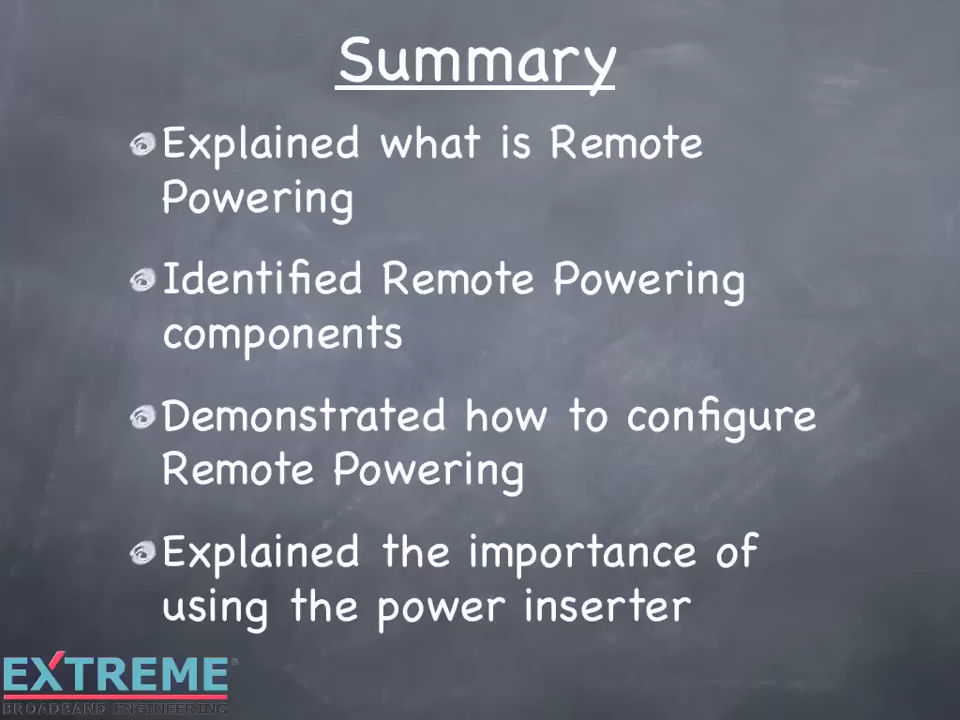 Summary
Explained what is Remote
Powering
Identified Remote Powering
components
Demonstrated how to configure
Remote Powering
Explained the importance of
using the power inserter
EXTREME®
BROADBAND ENGINEERING